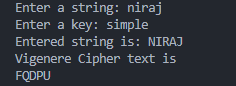 Enter a string: niraj
Enter a key: simple
Entered string is: NIRAJ
Vigenere Cipher text is
FQDPU